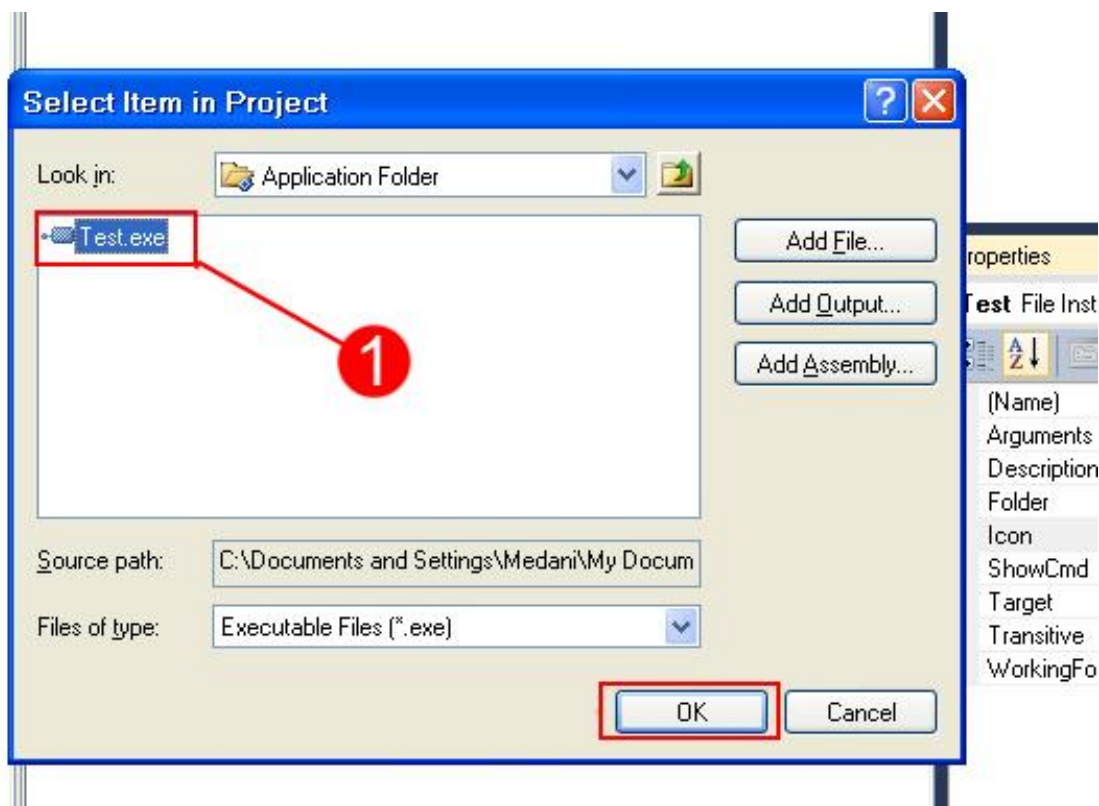 Select Item in Project
Look in:
Application Folder
Test.exe
1
Add File...
Add Output...
Add Assembly...
Source path:
C:\Documents and Settings\Medani\My Docum
Files of type:
Executable Files (*.exe)
OK
Cancel
roperties
Test File Inst
A
Z
(Name)
Arguments
Description
Folder
Icon
ShowCmd
Target
Transitive
WorkingFo